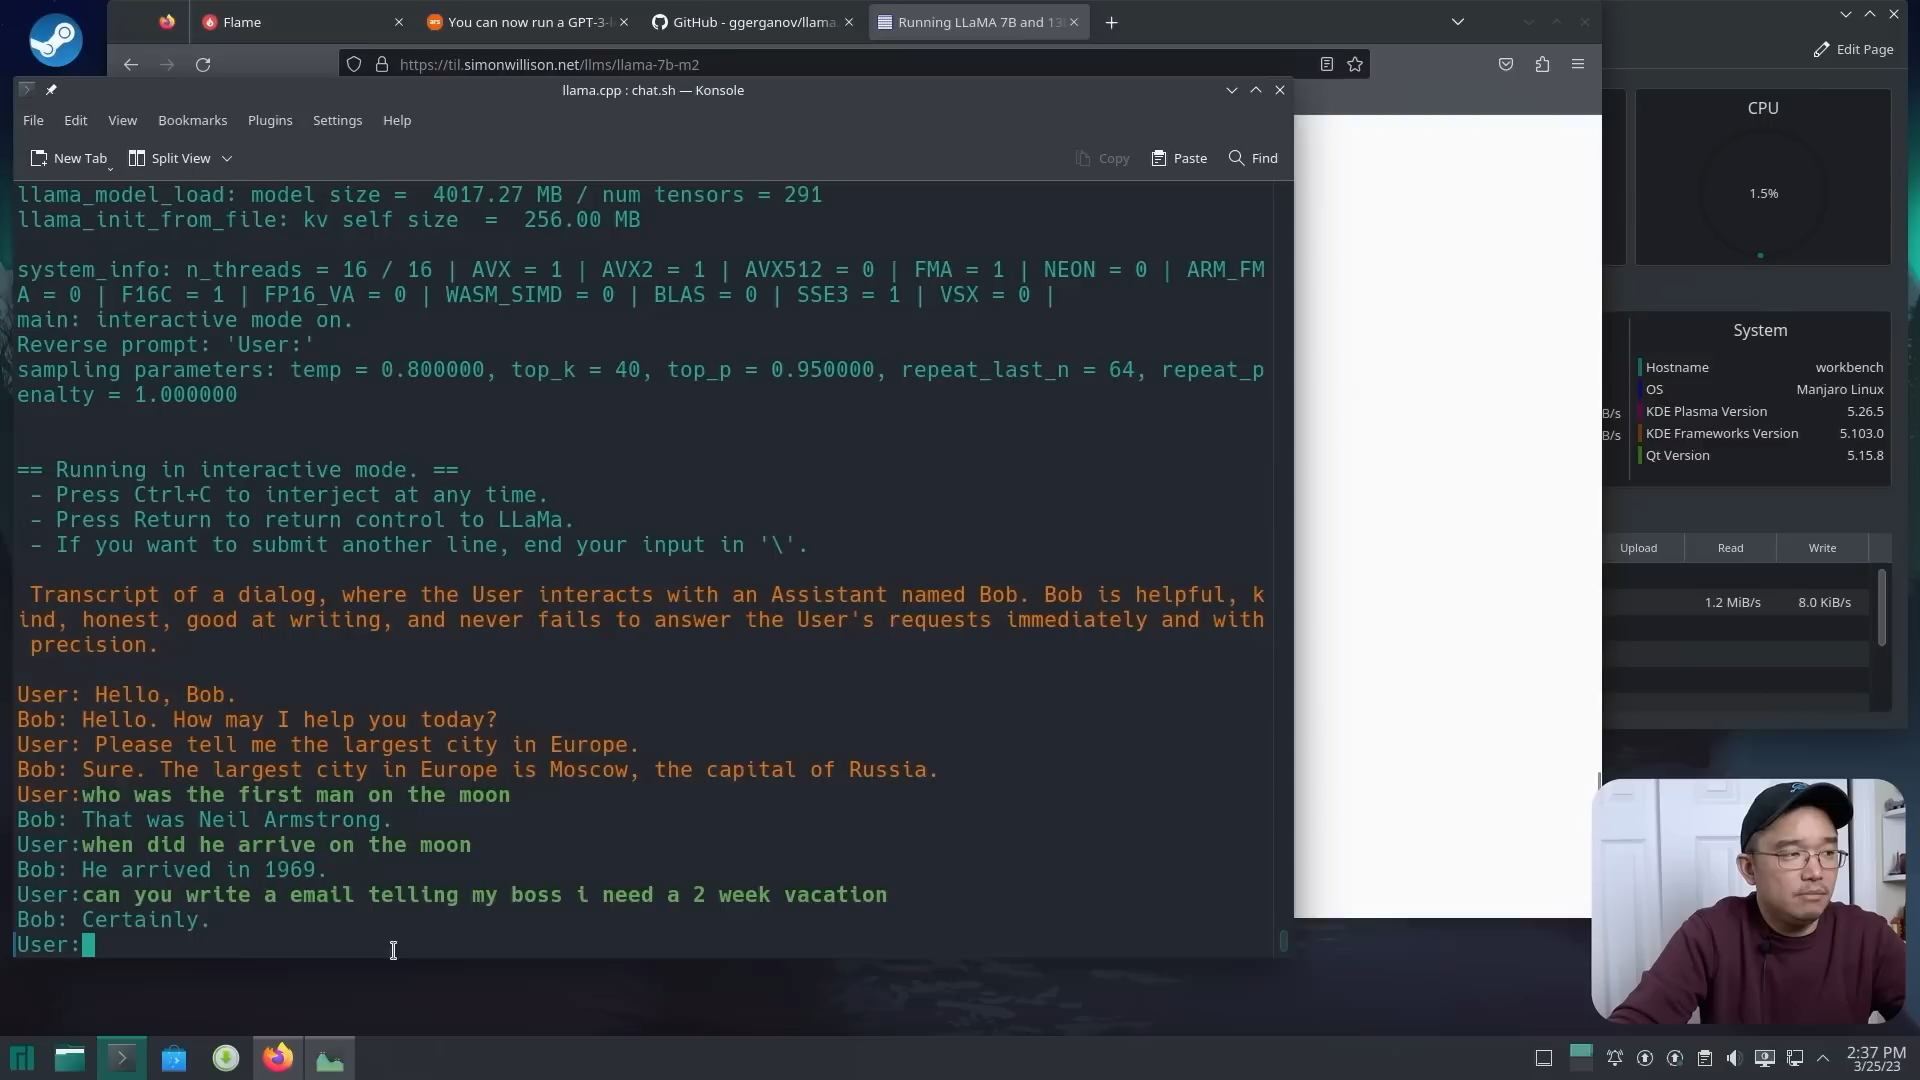 Flame
You can now run a GPT-3-
GitHub - ggerganov/llama.
Running LLaMA 7B and 13
https://til.simonwillison.net/llms/llama-7b-m2
Edit Page
llama.cpp : chat.sh — Konsole
File Edit View Bookmarks Plugins Settings Help
New Tab Split View Copy Paste Find
llama_model_load: model size =  4017.27 MB / num tensors = 291
llama_init_from_file: kv self size  =  256.00 MB
system_info: n_threads = 16 / 16 | AVX = 1 | AVX2 = 1 | AVX512 = 0 | FMA = 1 | NEON = 0 | ARM_FM
A = 0 | F16C = 1 | FP16_VA = 0 | WASM_SIMD = 0 | BLAS = 0 | SSE3 = 1 | VSX = 0 |
main: interactive mode on.
Reverse prompt: 'User:'
sampling parameters: temp = 0.800000, top_k = 40, top_p = 0.950000, repeat_last_n = 64, repeat_p
enalty = 1.000000
== Running in interactive mode. ==
- Press Ctrl+C to interject at any time.
- Press Return to return control to LLaMa.
- If you want to submit another line, end your input in '\'.
Transcript of a dialog, where the User interacts with an Assistant named Bob. Bob is helpful, k
ind, honest, good at writing, and never fails to answer the User's requests immediately and with
precision.
User: Hello, Bob.
Bob: Hello. How may I help you today?
User: Please tell me the largest city in Europe.
Bob: Sure. The largest city in Europe is Moscow, the capital of Russia.
User:who was the first man on the moon
Bob: That was Neil Armstrong.
User:when did he arrive on the moon
Bob: He arrived in 1969.
User:can you write a email telling my boss i need a 2 week vacation
Bob: Certainly.
User:
CPU
1.5%
System
Hostname workbench
OS Manjaro Linux
B/s KDE Plasma Version 5.26.5
B/s KDE Frameworks Version 5.103.0
Qt Version 5.15.8
Upload Read Write
1.2 MiB/s 8.0 KiB/s
2:37 PM
3/25/23